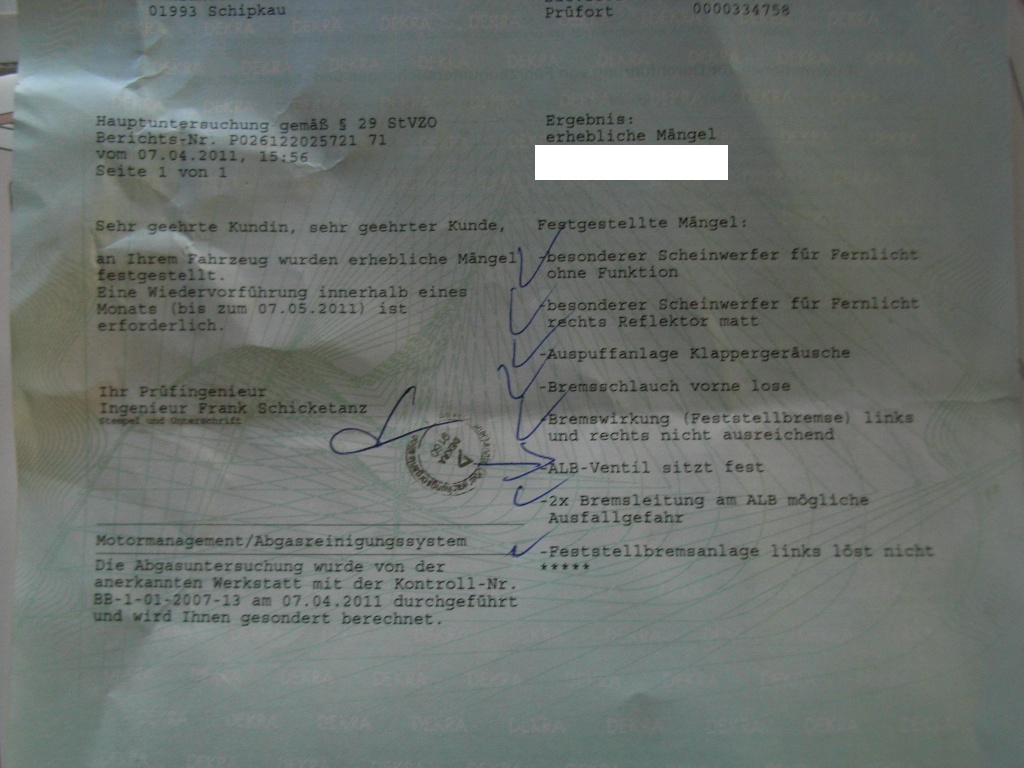 01993 Schipkau
Prüfort 0000334758
Hauptuntersuchung gemäß § 29 StVZO
Berichts-Nr. P026122025721 71
vom 07.04.2011, 15:56
Seite 1 von 1
Ergebnis:
erhebliche Mängel
Sehr geehrte Kundin, sehr geehrter Kunde,
an Ihrem Fahrzeug wurden erhebliche Mängel
festgestellt.
Eine Wiedervorführung innerhalb eines
Monats (bis zum 07.05.2011) ist
erforderlich.
Ihr Prüfingenieur
Ingenieur Frank Schicketanz
Stempel und Unterschrift
DEKRA
Motormanagement/Abgasreinigungssystem
Die Abgasuntersuchung wurde von der
anerkannten Werkstatt mit der Kontroll-Nr.
BB-1-01-2007-13 am 07.04.2011 durchgeführt
und wird Ihnen gesondert berechnet.
Festgestellte Mängel:
-besonderer Scheinwerfer für Fernlicht
ohne Funktion
-besonderer Scheinwerfer für Fernlicht
rechts Reflektor matt
-Auspuffanlage Klappergeräusche
-Bremsschlauch vorne lose
-Bremswirkung (Feststellbremse) links
und rechts nicht ausreichend
-ALB-Ventil sitzt fest
-2x Bremsleitung am ALB mögliche
Ausfallgefahr
-Feststellbremsanlage links löst nicht
*****